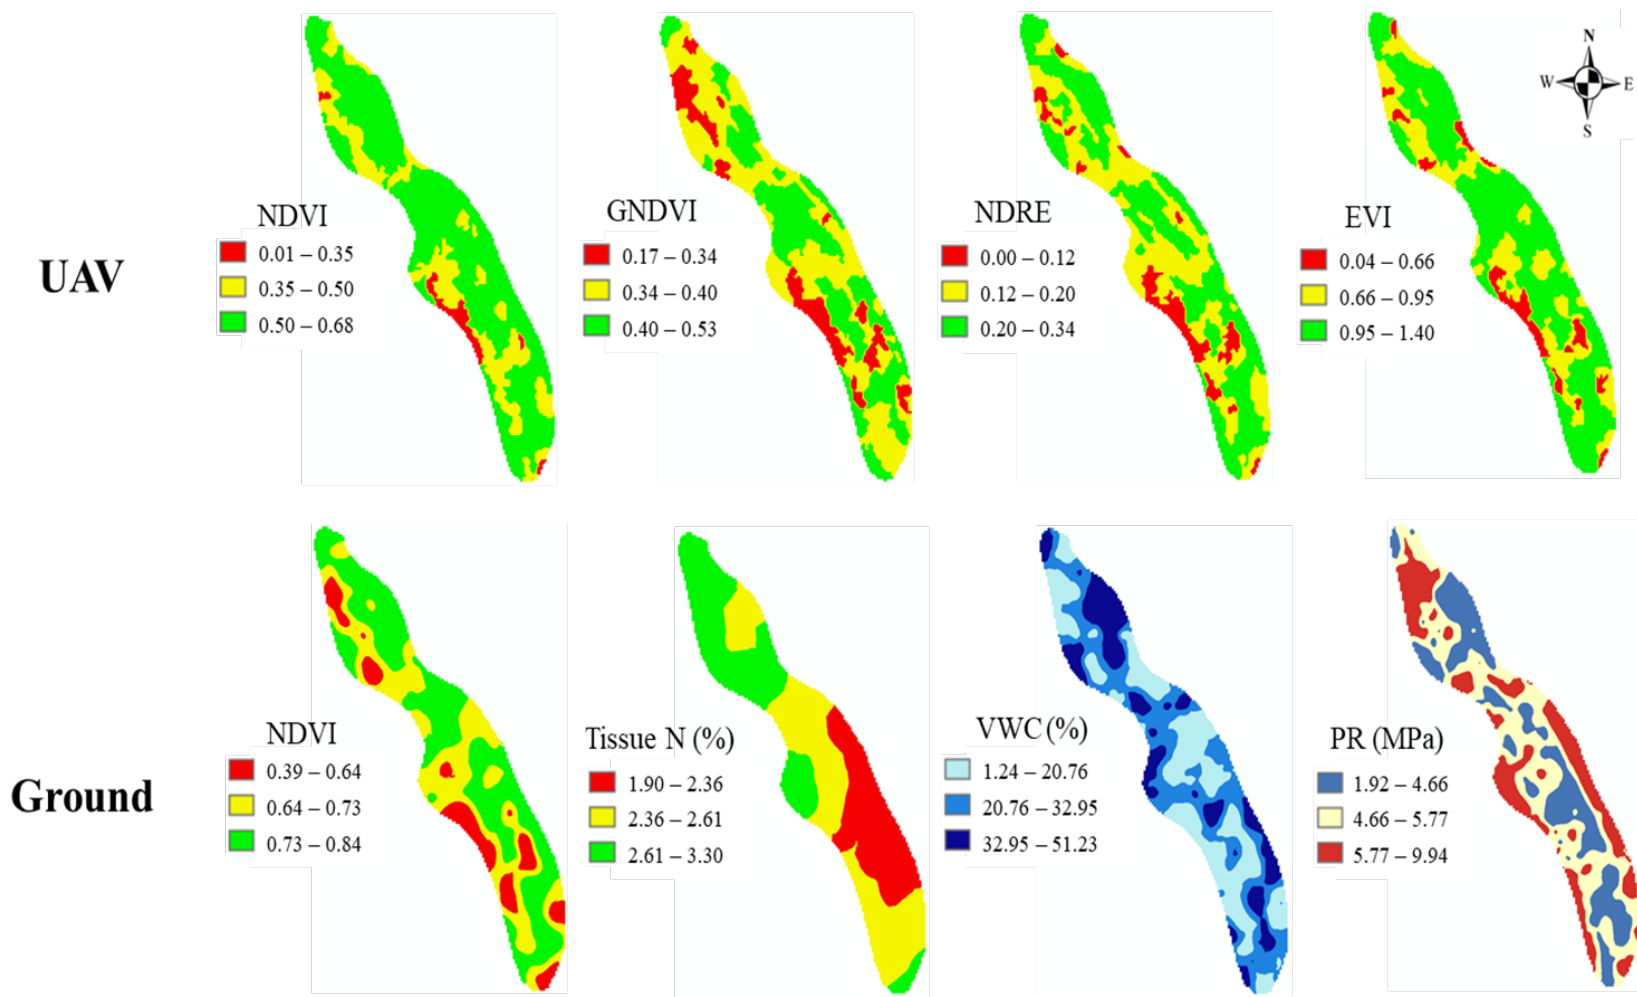 N
W E
S
UAV
NDVI
0.01 – 0.35
0.35 – 0.50
0.50 – 0.68
GNDVI
0.17 – 0.34
0.34 – 0.40
0.40 – 0.53
NDRE
0.00 – 0.12
0.12 – 0.20
0.20 – 0.34
EVI
0.04 – 0.66
0.66 – 0.95
0.95 – 1.40
Ground
NDVI
0.39 – 0.64
0.64 – 0.73
0.73 – 0.84
Tissue N (%)
1.90 – 2.36
2.36 – 2.61
2.61 – 3.30
VWC (%)
1.24 – 20.76
20.76 – 32.95
32.95 – 51.23
PR (MPa)
1.92 – 4.66
4.66 – 5.77
5.77 – 9.94